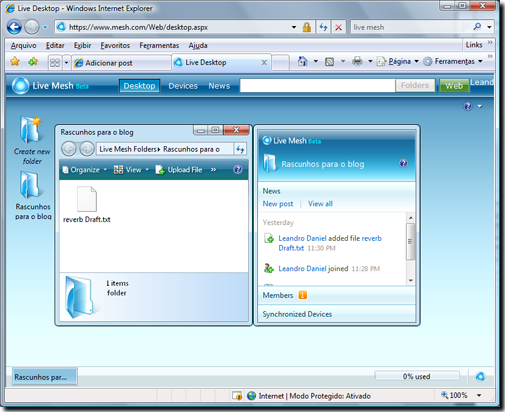 Live Desktop - Windows Internet Explorer
https://www.mesh.com/Web/desktop.aspx
live mesh
Arquivo Editar Exibir Favoritos Ferramentas Ajuda
Links »
Adicionar post
Live Desktop
Página
Ferramentas
Live Mesh Beta
Desktop Devices News
Folders
Web
Leand
Create new folder
Rascunhos para o blog
Rascunhos para o blog
Live Mesh Folders Rascunhos para o
Organize View Upload File »
reverb Draft.txt
1 items
folder
Live Mesh Beta
Rascunhos para o blog
News
New post | View all
Yesterday
Leandro Daniel added file reverb
Draft.txt 11:30 PM
Leandro Daniel joined 11:28 PM
Members
Synchronized Devices
Rascunhos par...
0% used
Internet | Modo Protegido: Ativado
100%